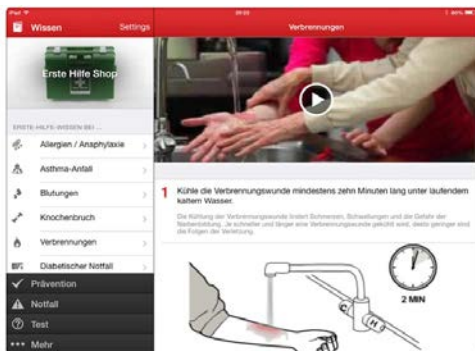 iPad
Wissen
Settings
Verbrennungen
Erste Hilfe Shop
ERSTE-HILFE-WISSEN BEI ...
Allergien / Anaphylaxie
Asthma-Anfall
Blutungen
Knochenbruch
Verbrennungen
Diabetischer Notfall
Prävention
Notfall
Test
Mehr
1 Kühle die Verbrennungswunde mindestens zehn Minuten lang unter laufendem
kaltem Wasser.
Die Kühlung der Verbrennungswunde lindert Schmerzen, Schwellungen und die Gefahr der
Narbenbildung. Je schneller und länger eine Verbrennungswunde gekühlt wird, desto geringer sind
die Folgen der Verletzung.
2 MIN
C
H